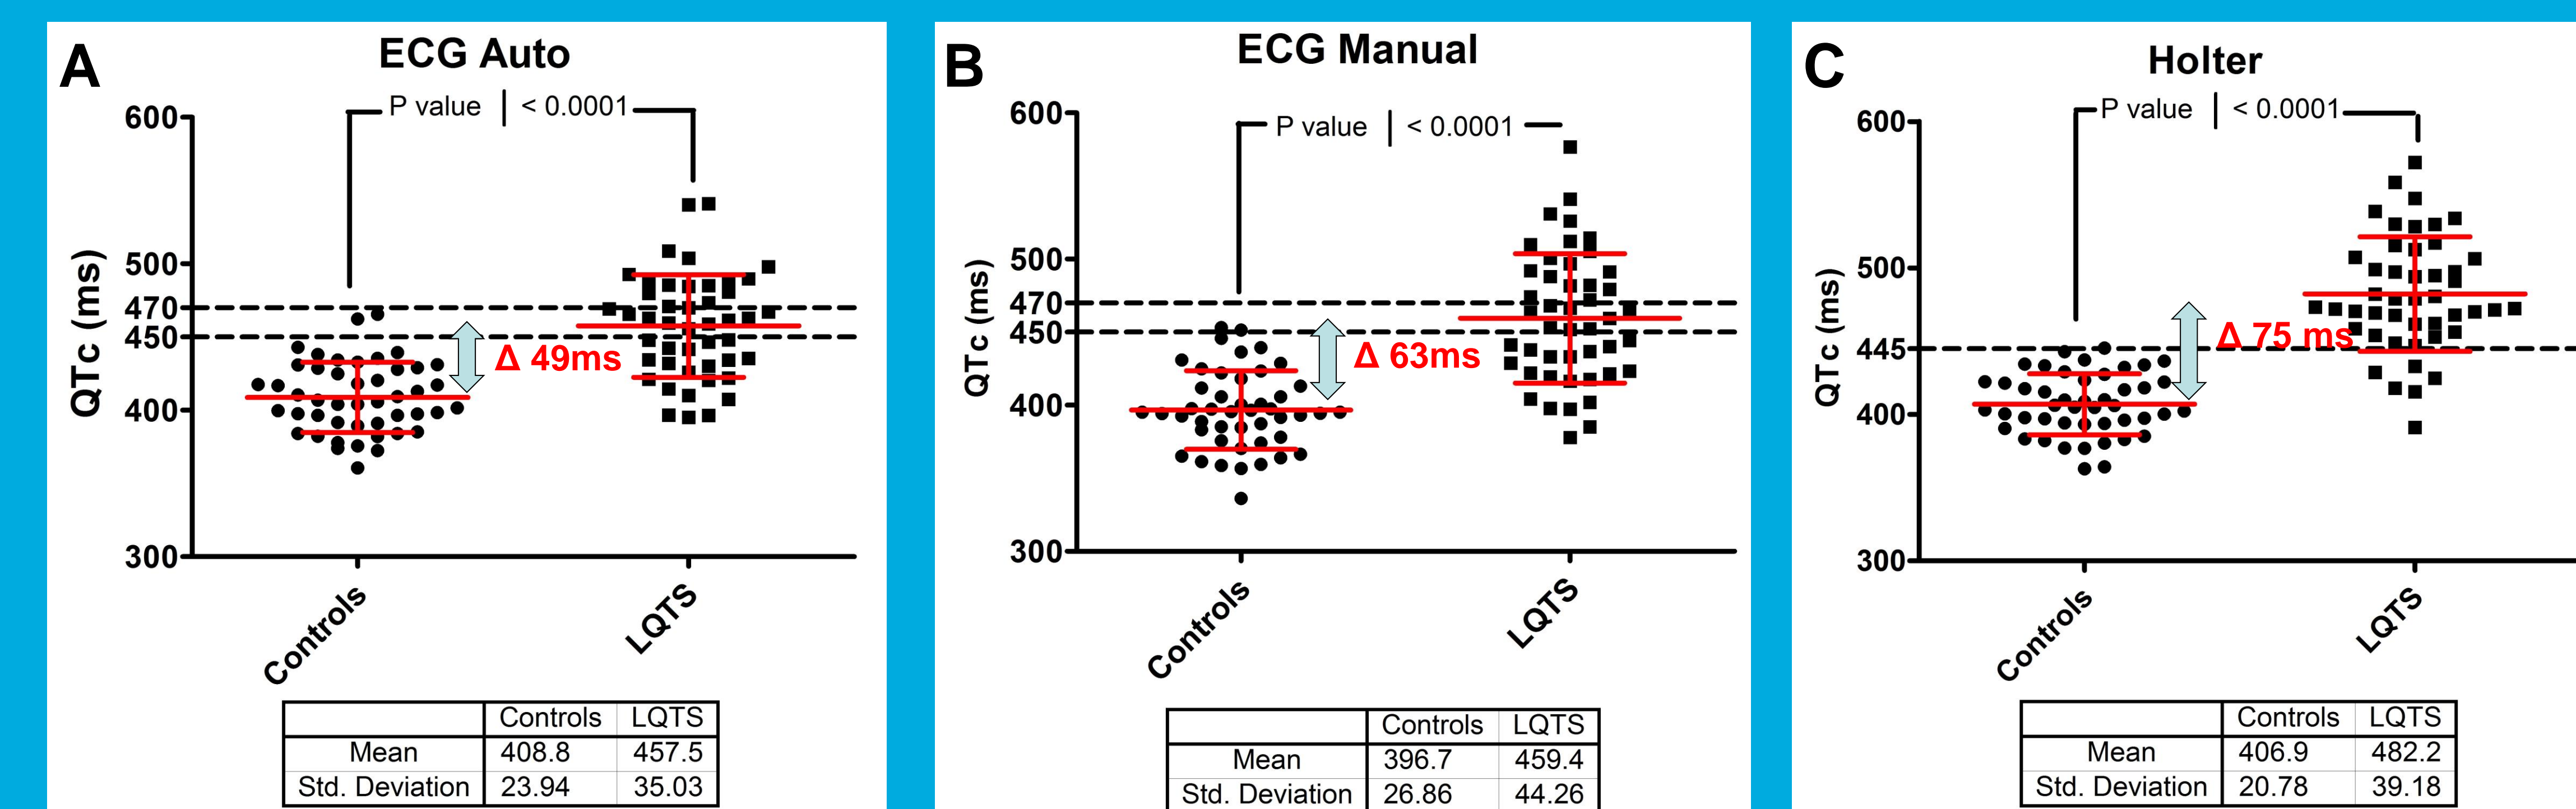 A
ECG Auto
P value | < 0.0001
600
500
470
450
400
300
QTc (ms)
Δ 49ms
Controls
LQTS
Controls LQTS
Mean 408.8 457.5
Std. Deviation 23.94 35.03
B
ECG Manual
P value | < 0.0001
600
500
470
450
400
300
QTc (ms)
Δ 63ms
Controls
LQTS
Controls LQTS
Mean 396.7 459.4
Std. Deviation 26.86 44.26
C
Holter
P value | < 0.0001
600
500
445
400
300
QTc (ms)
Δ 75 ms
Controls
LQTS
Controls LQTS
Mean 406.9 482.2
Std. Deviation 20.78 39.18